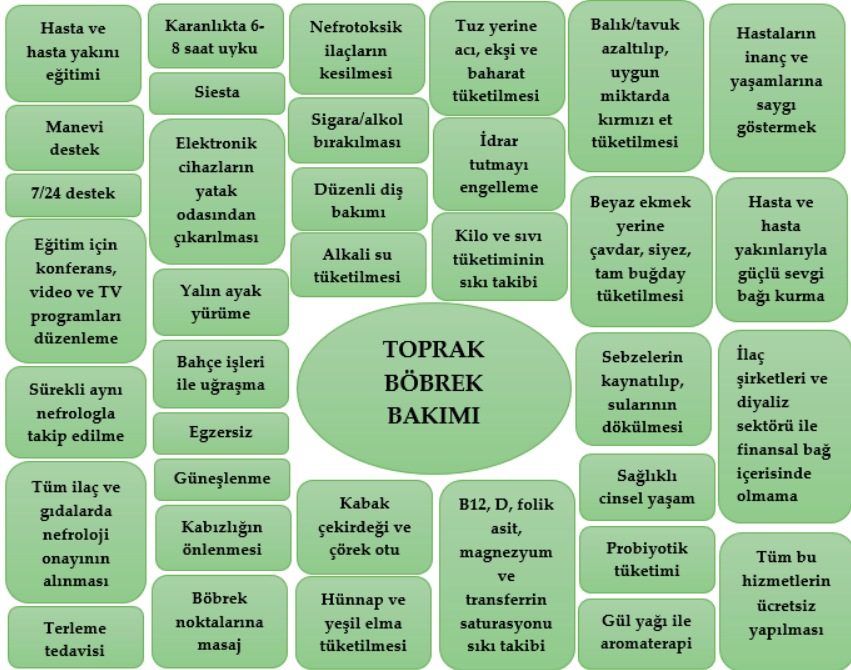 Hasta ve
hasta yakını
eğitimi
Manevi
destek
7/24 destek
Eğitim için
konferans,
video ve TV
programları
düzenleme
Sürekli aynı
nefrologla
takip edilme
Tüm ilaç ve
gıdalarda
nefroloji
onayının
alınması
Terleme
tedavisi
Karanlıkta 6-
8 saat uyku
Siesta
Elektronik
cihazların
yatak
odasından
çıkarılması
Yalın ayak
yürüme
Bahçe işleri
ile uğraşma
Egzersiz
Güneşlenme
Kabızlığın
önlenmesi
Böbrek
noktalarına
masaj
Nefrotoksik
ilaçların
kesilmesi
Sigara/alkol
bırakılması
Düzenli diş
bakımı
Alkali su
tüketilmesi
Tuz yerine
acı, ekşi ve
baharat
tüketilmesi
İdrar
tutmayı
engelleme
Kilo ve sıvı
tüketiminin
sıkı takibi
TOPRAK
BÖBREK
BAKIMI
Kabak
çekirdeği ve
çörek otu
Hünnap ve
yeşil elma
tüketilmesi
B12, D, folik
asit,
magnezyum
ve
transferrin
saturasyonu
sıkı takibi
Balık/tavuk
azaltılıp,
uygun
miktarda
kırmızı et
tüketilmesi
Beyaz ekmek
yerine
çavdar, siyez,
tam buğday
tüketilmesi
Sebzelerin
kaynatılıp,
sularının
dökülmesi
Sağlıklı
cinsel yaşam
Probiyotik
tüketimi
Gül yağı ile
aromaterapi
Hastaların
inanç ve
yaşamlarına
saygı
göstermek
Hasta ve
hasta
yakınlarıyla
güçlü sevgi
bağı kurma
İlaç
şirketleri ve
diyaliz
sektörü ile
finansal bağ
içerisinde
olmama
Tüm bu
hizmetlerin
ücretsiz
yapılması